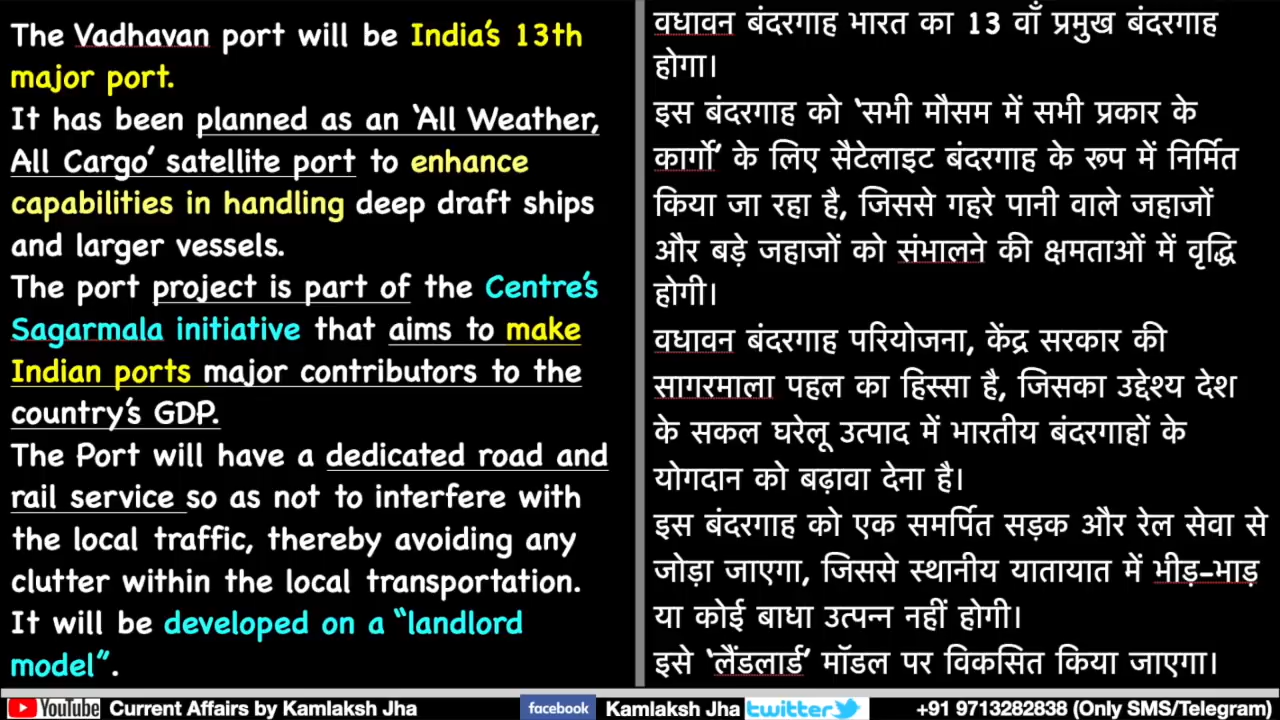 The Vadhavan port will be India's 13th
major port.
It has been planned as an 'All Weather,
All Cargo' satellite port to enhance
capabilities in handling deep draft ships
and larger vessels.
The port project is part of the Centre's
Sagarmala initiative that aims to make
Indian ports major contributors to the
country's GDP.
The Port will have a dedicated road and
rail service so as not to interfere with
the local traffic, thereby avoiding any
clutter within the local transportation.
It will be developed on a "landlord
model".
वधावन बंदरगाह भारत का 13 वाँ प्रमुख बंदरगाह
होगा।
इस बंदरगाह को 'सभी मौसम में सभी प्रकार के
कार्गो' के लिए सैटेलाइट बंदरगाह के रूप में निर्मित
किया जा रहा है, जिससे गहरे पानी वाले जहाजों
और बड़े जहाजों को संभालने की क्षमताओं में वृद्धि
होगी।
वधावन बंदरगाह परियोजना, केंद्र सरकार की
सागरमाला पहल का हिस्सा है, जिसका उद्देश्य देश
के सकल घरेलू उत्पाद में भारतीय बंदरगाहों के
योगदान को बढ़ावा देना है।
इस बंदरगाह को एक समर्पित सड़क और रेल सेवा से
जोड़ा जाएगा, जिससे स्थानीय यातायात में भीड़-भाड़
या कोई बाधा उत्पन्न नहीं होगी।
इसे 'लैंडलार्ड' मॉडल पर विकसित किया जाएगा।
YouTube Current Affairs by Kamlaksh Jha facebook Kamlaksh Jha twitter +91 9713282838 (Only SMS/Telegram)